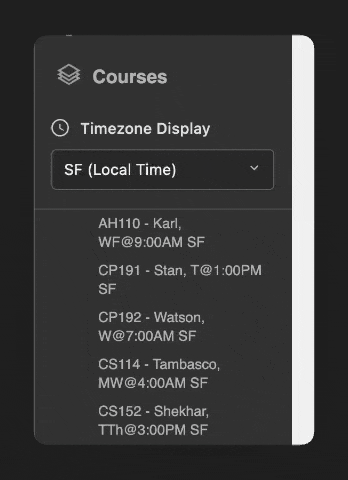 Courses
Timezone Display
SF (Local Time)
AH110 - Karl,
WF@9:00AM SF
CP191 - Stan, T@1:00PM
SF
CP192 - Watson,
W@7:00AM SF
CS114 - Tambasco,
MW@4:00AM SF
CS152 - Shekhar,
TTh@3:00PM SF